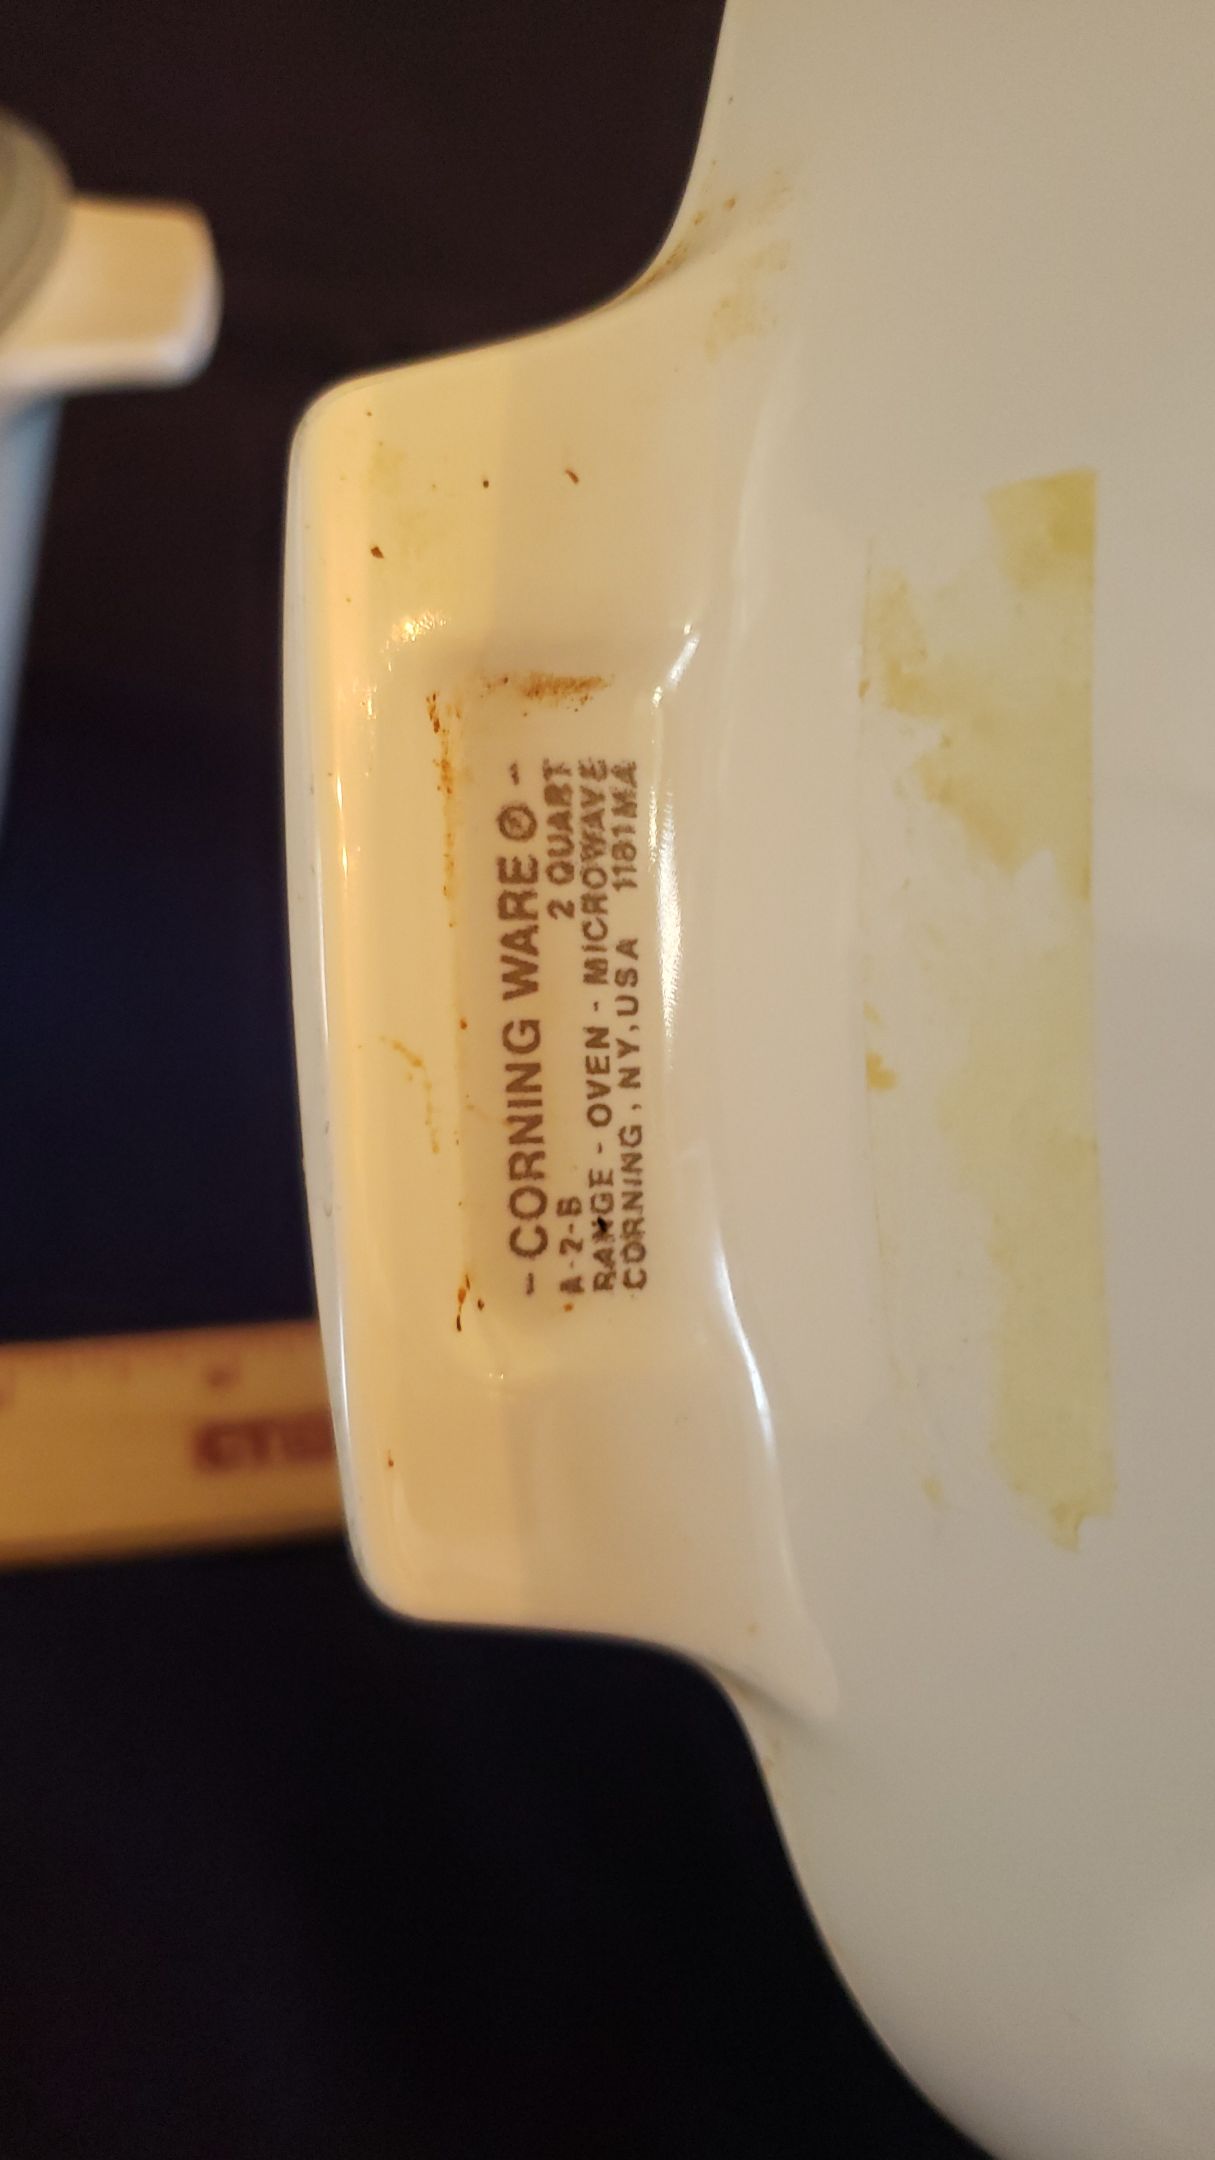 - CORNING WARE ® -
A-2-B 2 QUART
RANGE - OVEN - MICROWAVE
CORNING, NY, USA 1181MA